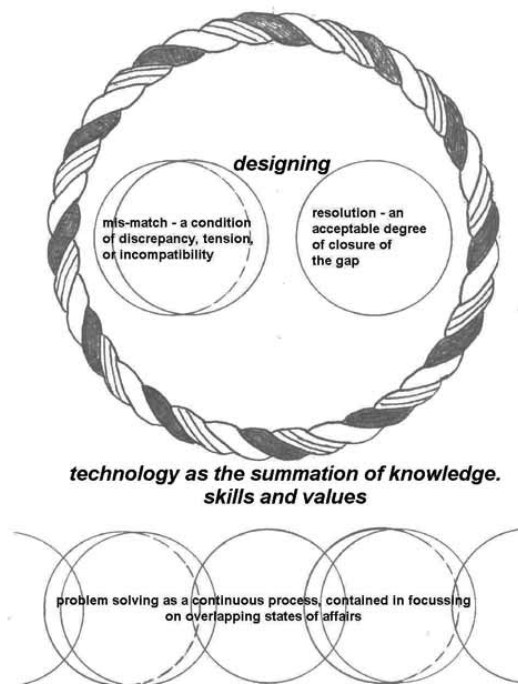 designing
mis-match - a condition
of discrepancy, tension,
or incompatibility
resolution - an
acceptable degree
of closure of
the gap
technology as the summation of knowledge.
skills and values
problem solving as a continuous process, contained in focussing
on overlapping states of affairs